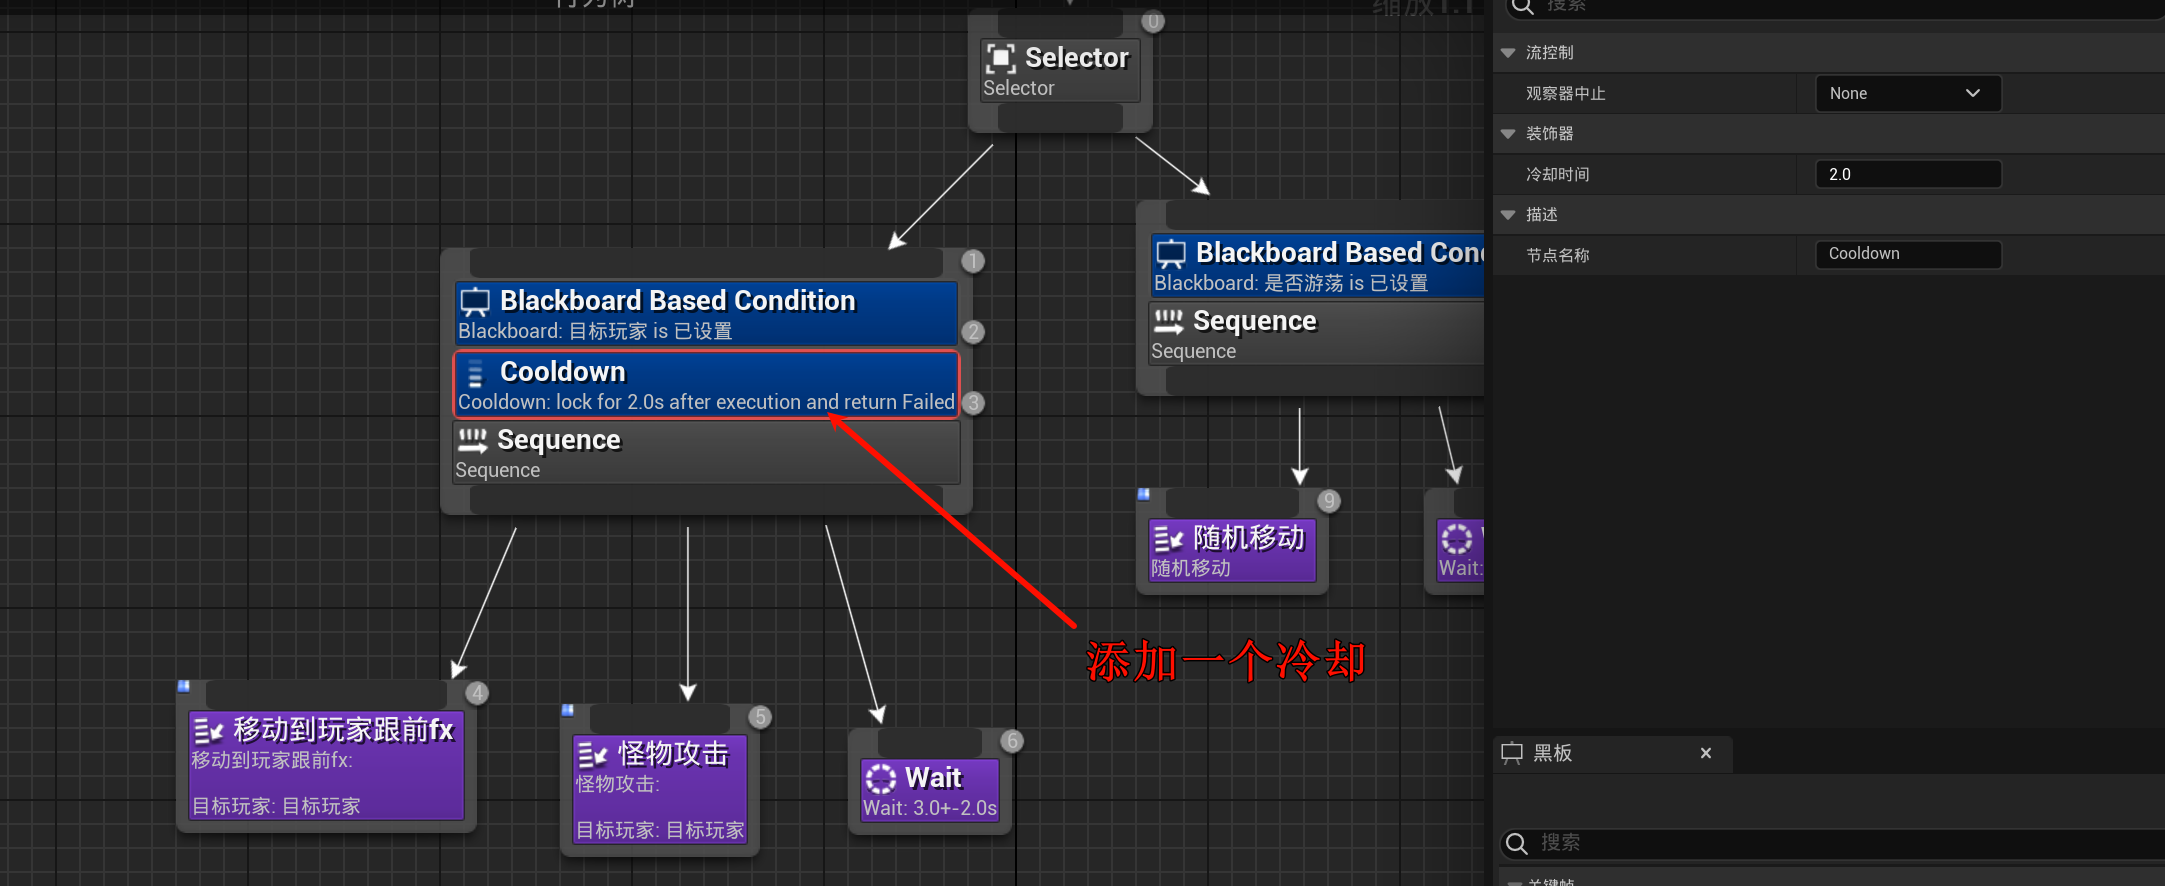 缩放1:1
0
Selector
Selector
1
Blackboard Based Condition
Blackboard: 目标玩家 is 已设置
2
Cooldown
Cooldown: lock for 2.0s after execution and return Failed
3
Sequence
Sequence
Blackboard Based Con
Blackboard: 是否游荡 is 已设置
Sequence
Sequence
9
随机移动
随机移动
Wait:
添加一个冷却
4
移动到玩家跟前fx
移动到玩家跟前fx:
目标玩家: 目标玩家
5
怪物攻击
怪物攻击:
目标玩家: 目标玩家
6
Wait
Wait: 3.0+-2.0s
搜索
流控制
观察器中止 None
装饰器
冷却时间 2.0
描述
节点名称 Cooldown
黑板
搜索
关键帧